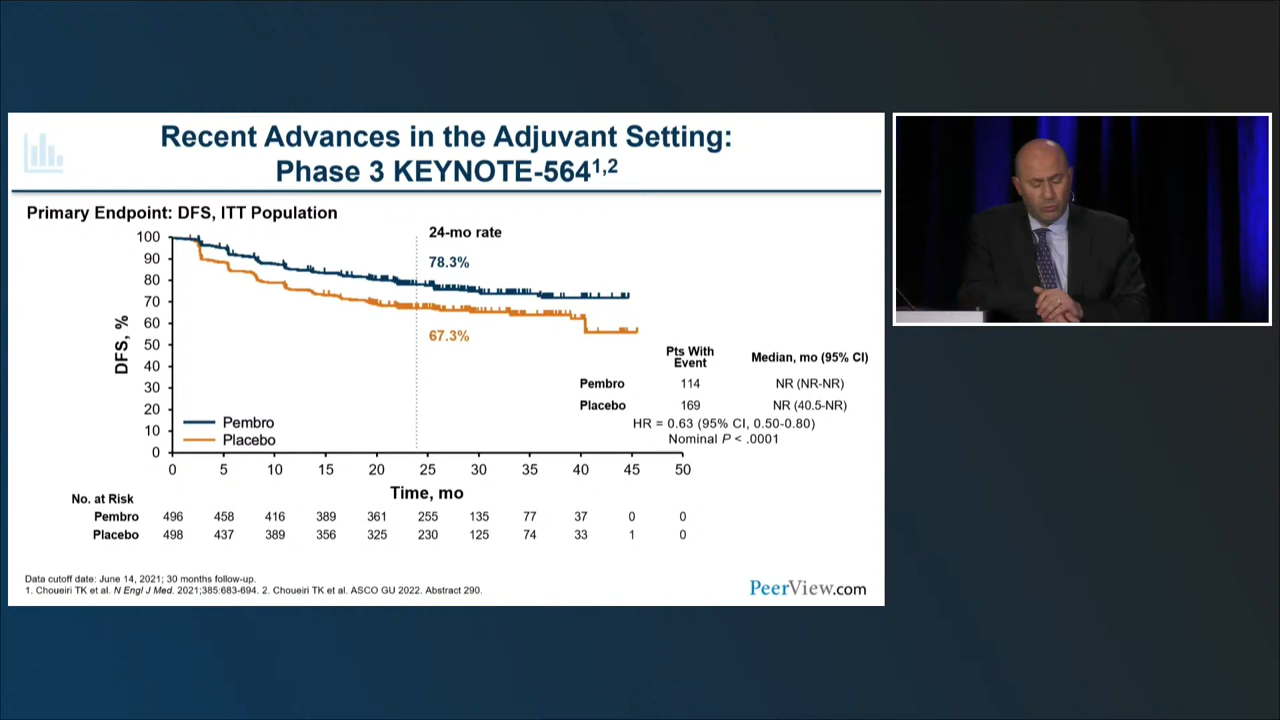 Recent Advances in the Adjuvant Setting:
Phase 3 KEYNOTE-564¹,²
Primary Endpoint: DFS, ITT Population
24-mo rate
78.3%
67.3%
DFS, %
100
90
80
70
60
50
40
30
20
10
0
Pembro
Placebo
0 5 10 15 20 25 30 35 40 45 50
Time, mo
Pts With Event Median, mo (95% CI)
Pembro 114 NR (NR-NR)
Placebo 169 NR (40.5-NR)
HR = 0.63 (95% CI, 0.50-0.80)
Nominal P < .0001
No. at Risk
Pembro 496 458 416 389 361 255 135 77 37 0 0
Placebo 498 437 389 356 325 230 125 74 33 1 0
Data cutoff date: June 14, 2021; 30 months follow-up.
1. Choueiri TK et al. N Engl J Med. 2021;385:683-694. 2. Choueiri TK et al. ASCO GU 2022. Abstract 290.
PeerView.com